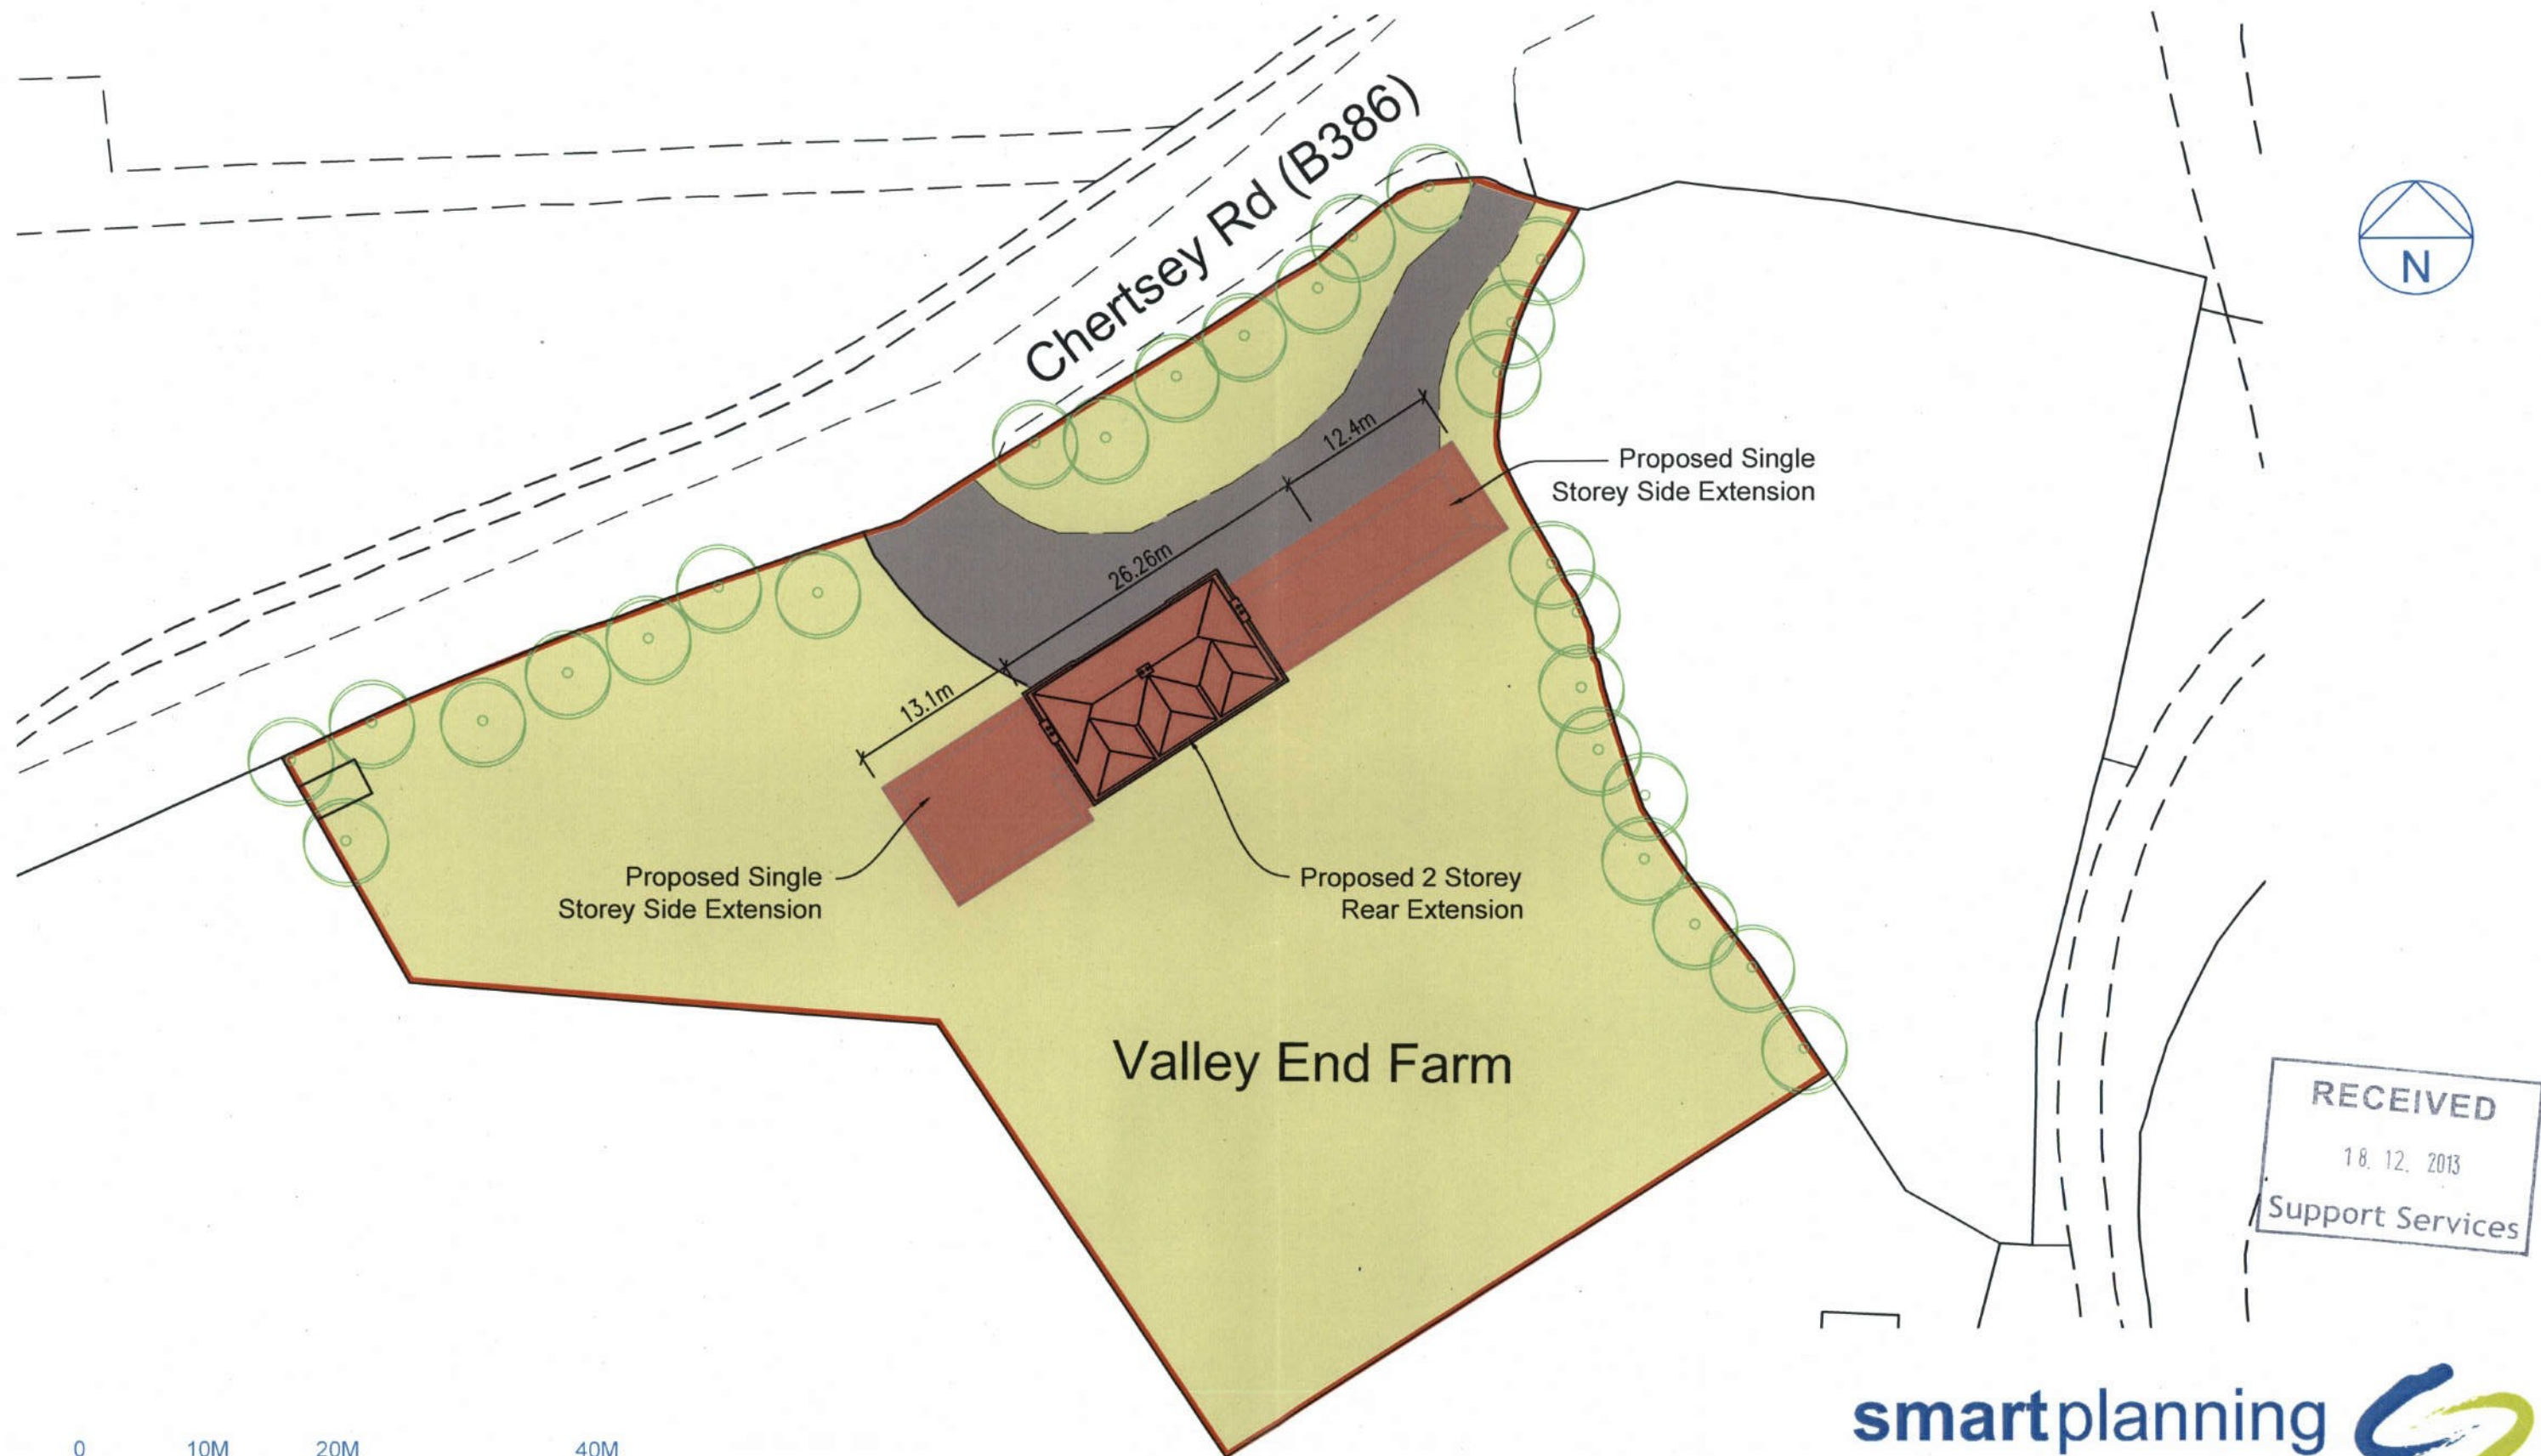 Chertsey Rd (B386)
N
12.4m
Proposed Single
Storey Side Extension
26.26m
13.1m
Proposed Single
Storey Side Extension
Proposed 2 Storey
Rear Extension
Valley End Farm
RECEIVED
18. 12. 2013
Support Services
smartplanning
0 10M 20M 40M